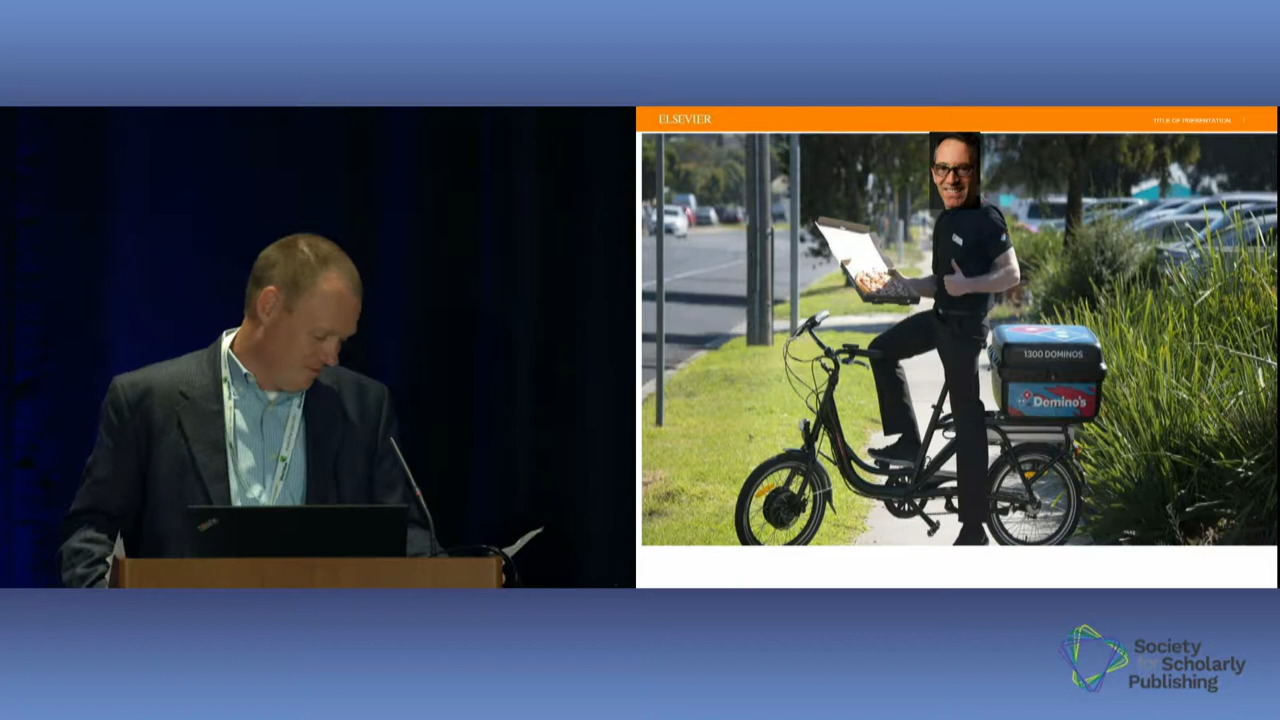 ELSEVIER
TITLE OF PRESENTATION
1300 DOMINOS
Domino's
Society
for Scholarly
Publishing